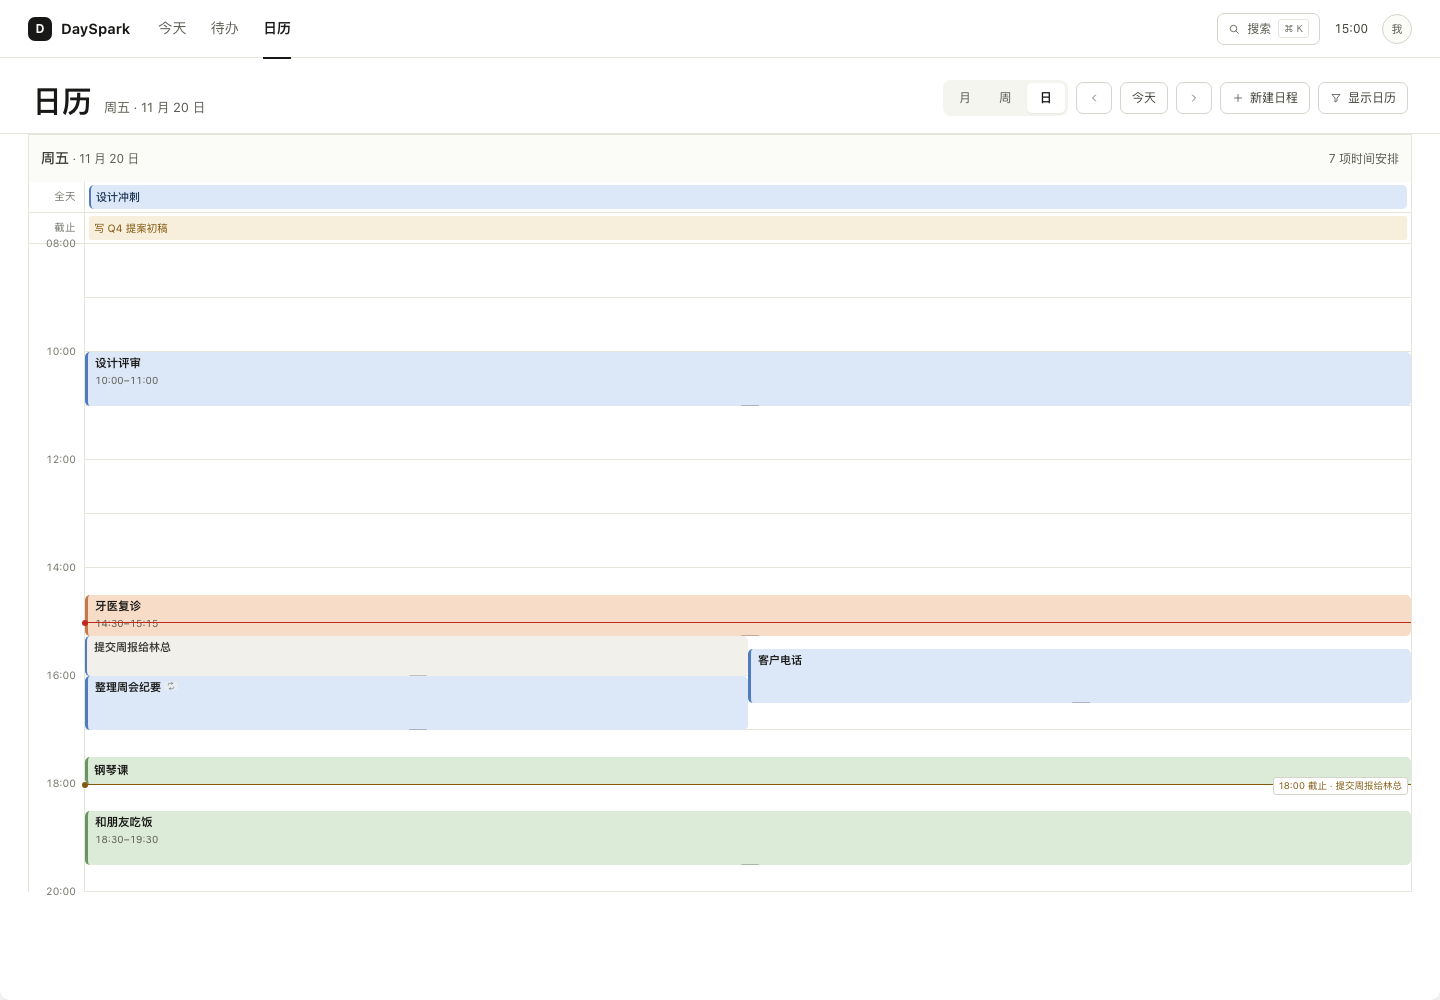 D DaySpark 今天 待办 日历 搜索 ⌘ K 15:00 我
日历 周五 · 11 月 20 日 月 周 日 今天 新建日程 显示日历
周五 · 11 月 20 日 7 项时间安排
全天 设计冲刺
截止 写 Q4 提案初稿
08:00
10:00 设计评审
10:00–11:00
12:00
14:00
牙医复诊
14:30–15:15
提交周报给林总
客户电话
16:00
整理周会纪要
钢琴课
18:00 18:00 截止 · 提交周报给林总
和朋友吃饭
18:30–19:30
20:00